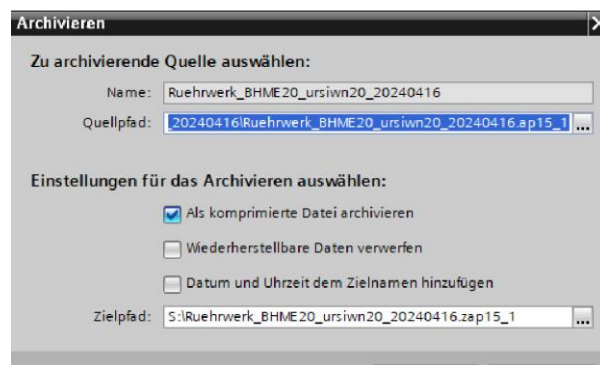 Archivieren
Zu archivierende Quelle auswählen:
Name: Ruehrwerk_BHME20_ursiwn20_20240416
Quellpfad: _20240416\Ruehrwerk_BHME20_ursiwn20_20240416.ap15_1 ...
Einstellungen für das Archivieren auswählen:
Als komprimierte Datei archivieren
Wiederherstellbare Daten verwerfen
Datum und Uhrzeit dem Zielnamen hinzufügen
Zielpfad: S:\Ruehrwerk_BHME20_ursiwn20_20240416.zap15_1 ...